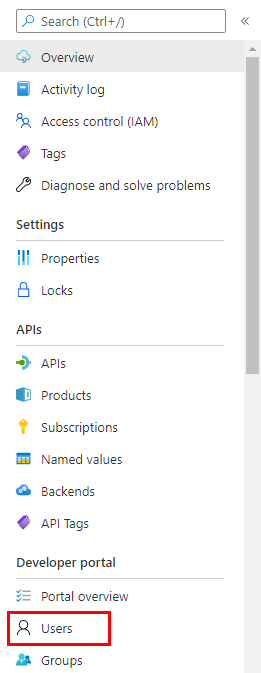 Search (Ctrl+/)
Overview
Activity log
Access control (IAM)
Tags
Diagnose and solve problems
Settings
Properties
Locks
APIs
APIs
Products
Subscriptions
Named values
Backends
API Tags
Developer portal
Portal overview
Users
Groups